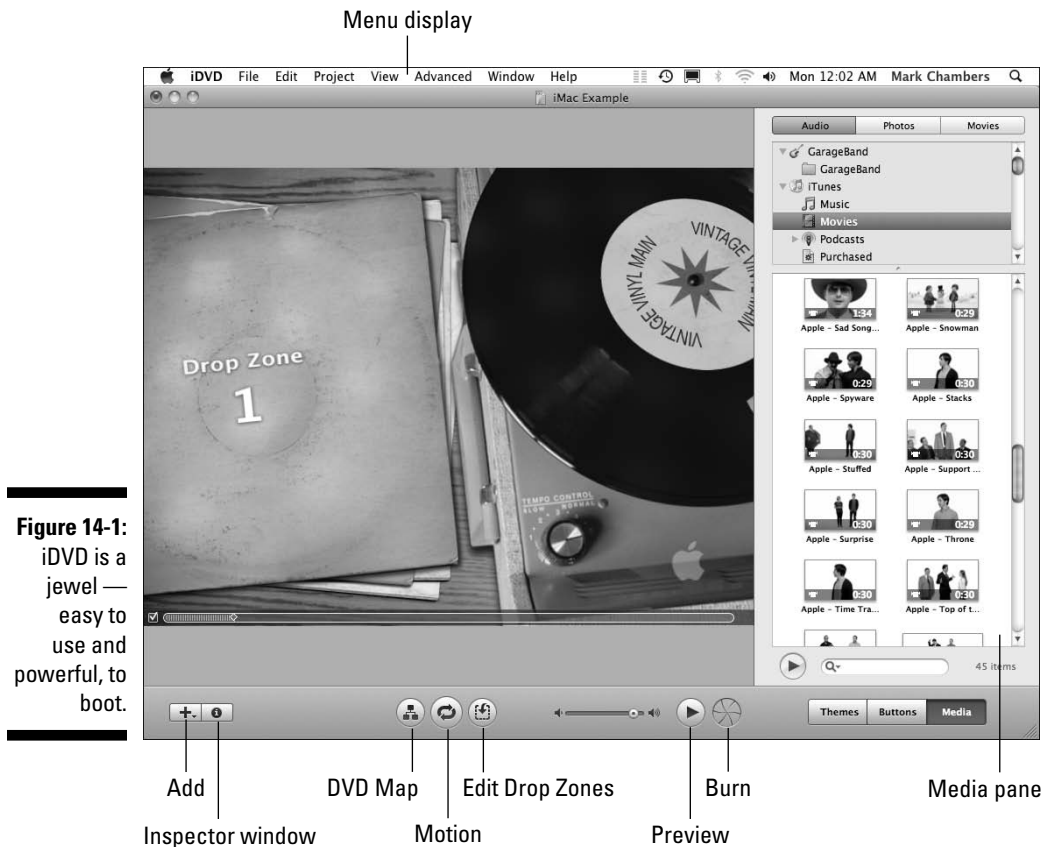 Menu display
iDVD File Edit Project View Advanced Window Help Mon 12:02 AM Mark Chambers
iMac Example
Audio Photos Movies
GarageBand
GarageBand
iTunes
Music
Movies
Podcasts
Purchased
VINTAGE VINYL MAIN
VINTAGE VINYL MAIN
Drop Zone
1
TEMPO CONTROL
SLOW NORMAL
1:34 0:29
Apple - Sad Song... Apple - Snowman
0:29 0:30
Apple - Spyware Apple - Stacks
0:30 0:30
Apple - Stuffed Apple - Support ...
0:30 0:29
Apple - Surprise Apple - Throne
0:30 0:30
Apple - Time Tra... Apple - Top of t...
45 items
Themes Buttons Media
Figure 14-1:
iDVD is a
jewel —
easy to
use and
powerful, to
boot.
Add
DVD Map
Edit Drop Zones
Burn
Media pane
Inspector window
Motion
Preview